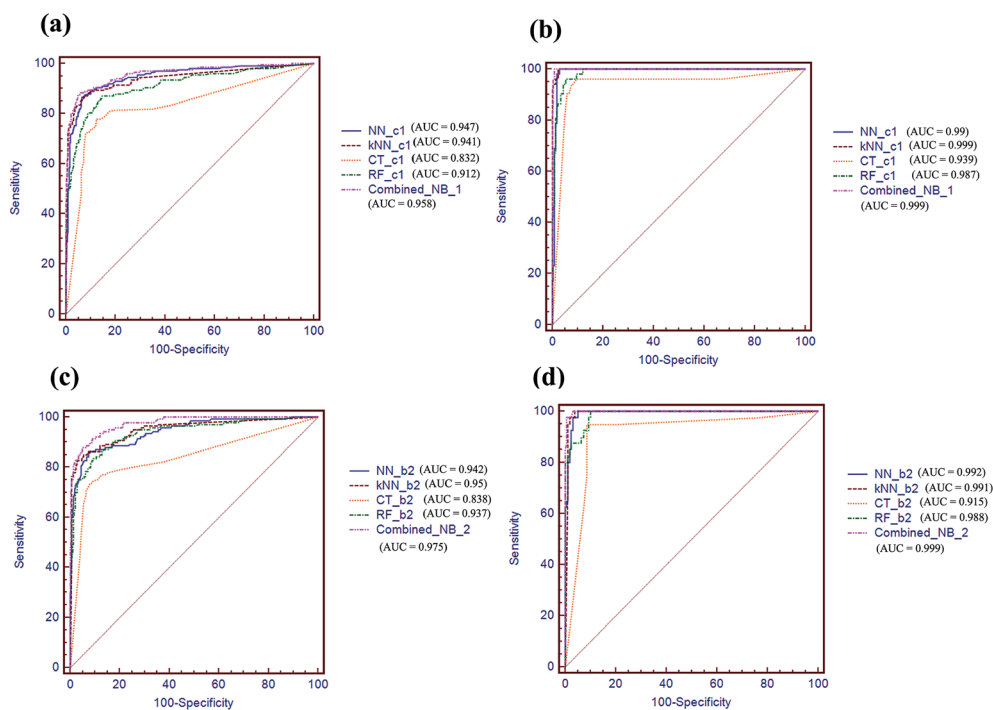 (a)
100
80
60
40
20
0
Sensitivity
0 20 40 60 80 100
100-Specificity
NN_c1 (AUC = 0.947)
kNN_c1 (AUC = 0.941)
CT_c1 (AUC = 0.832)
RF_c1 (AUC = 0.912)
Combined_NB_1
(AUC = 0.958)
(b)
100
80
60
40
20
0
Sensitivity
0 20 40 60 80 100
100-Specificity
NN_c1 (AUC = 0.99)
kNN_c1 (AUC = 0.999)
CT_c1 (AUC = 0.939)
RF_c1 (AUC = 0.987)
Combined_NB_1
(AUC = 0.999)
(c)
100
80
60
40
20
0
Sensitivity
0 20 40 60 80 100
100-Specificity
NN_b2 (AUC = 0.942)
kNN_b2 (AUC = 0.95)
CT_b2 (AUC = 0.838)
RF_b2 (AUC = 0.937)
Combined_NB_2
(AUC = 0.975)
(d)
100
80
60
40
20
0
Sensitivity
0 20 40 60 80 100
100-Specificity
NN_b2 (AUC = 0.992)
kNN_b2 (AUC = 0.991)
CT_b2 (AUC = 0.915)
RF_b2 (AUC = 0.988)
Combined_NB_2
(AUC = 0.999)